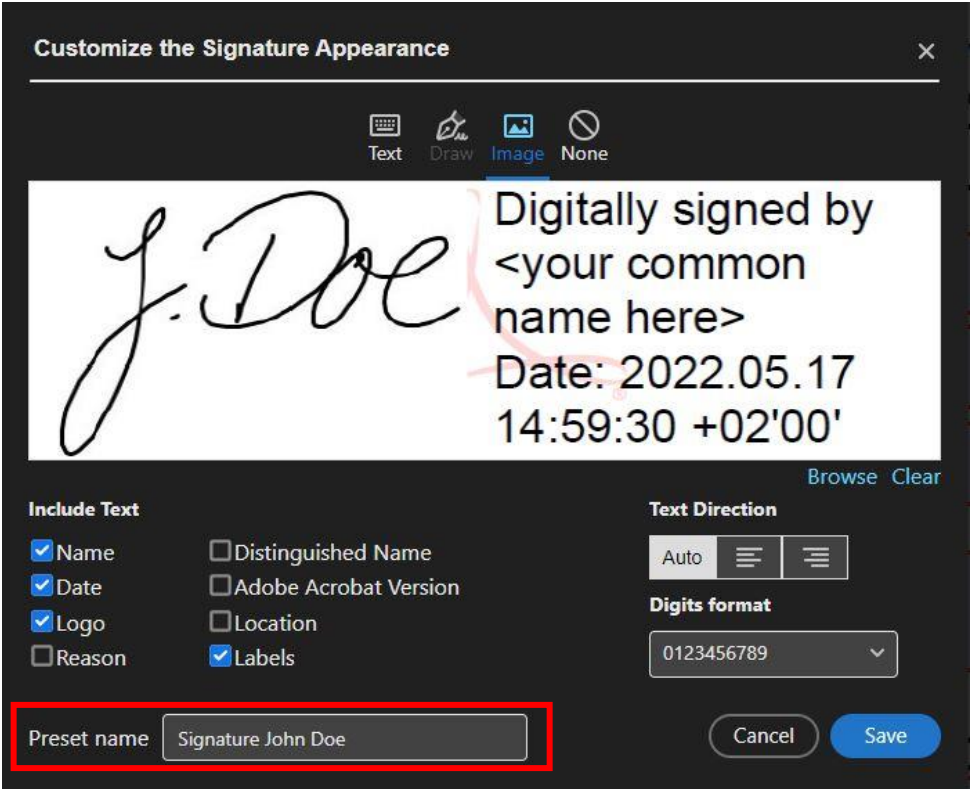 Customize the Signature Appearance
Text Draw Image None
J. Doe
Digitally signed by
<your common
name here>
Date: 2022.05.17
14:59:30 +02'00'
Browse Clear
Include Text
Name
Date
Logo
Reason
Distinguished Name
Adobe Acrobat Version
Location
Labels
Text Direction
Auto
Digits format
0123456789
Preset name Signature John Doe
Cancel Save